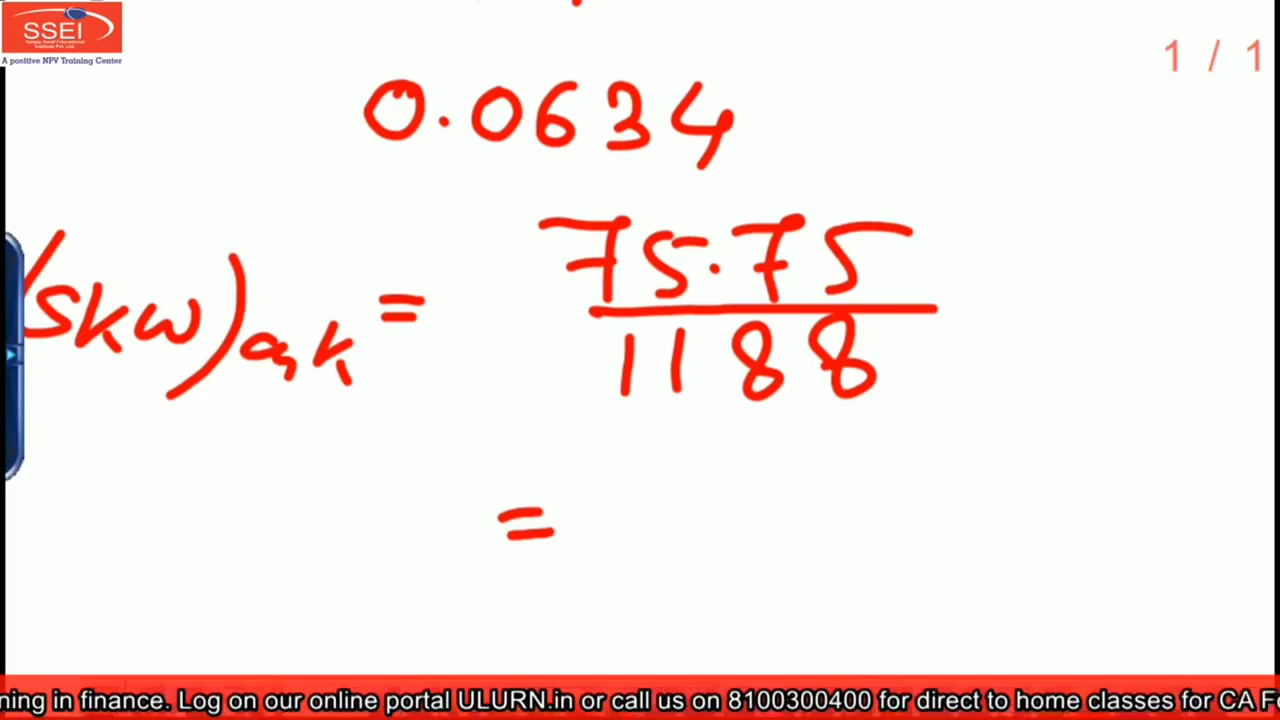 SSEI
A positive NPV Training Center
1 / 1
0.0634
(SKW) a, k = 75.75
1188
=
ning in finance. Log on our online portal ULURN.in or call us on 8100300400 for direct to home classes for CA F